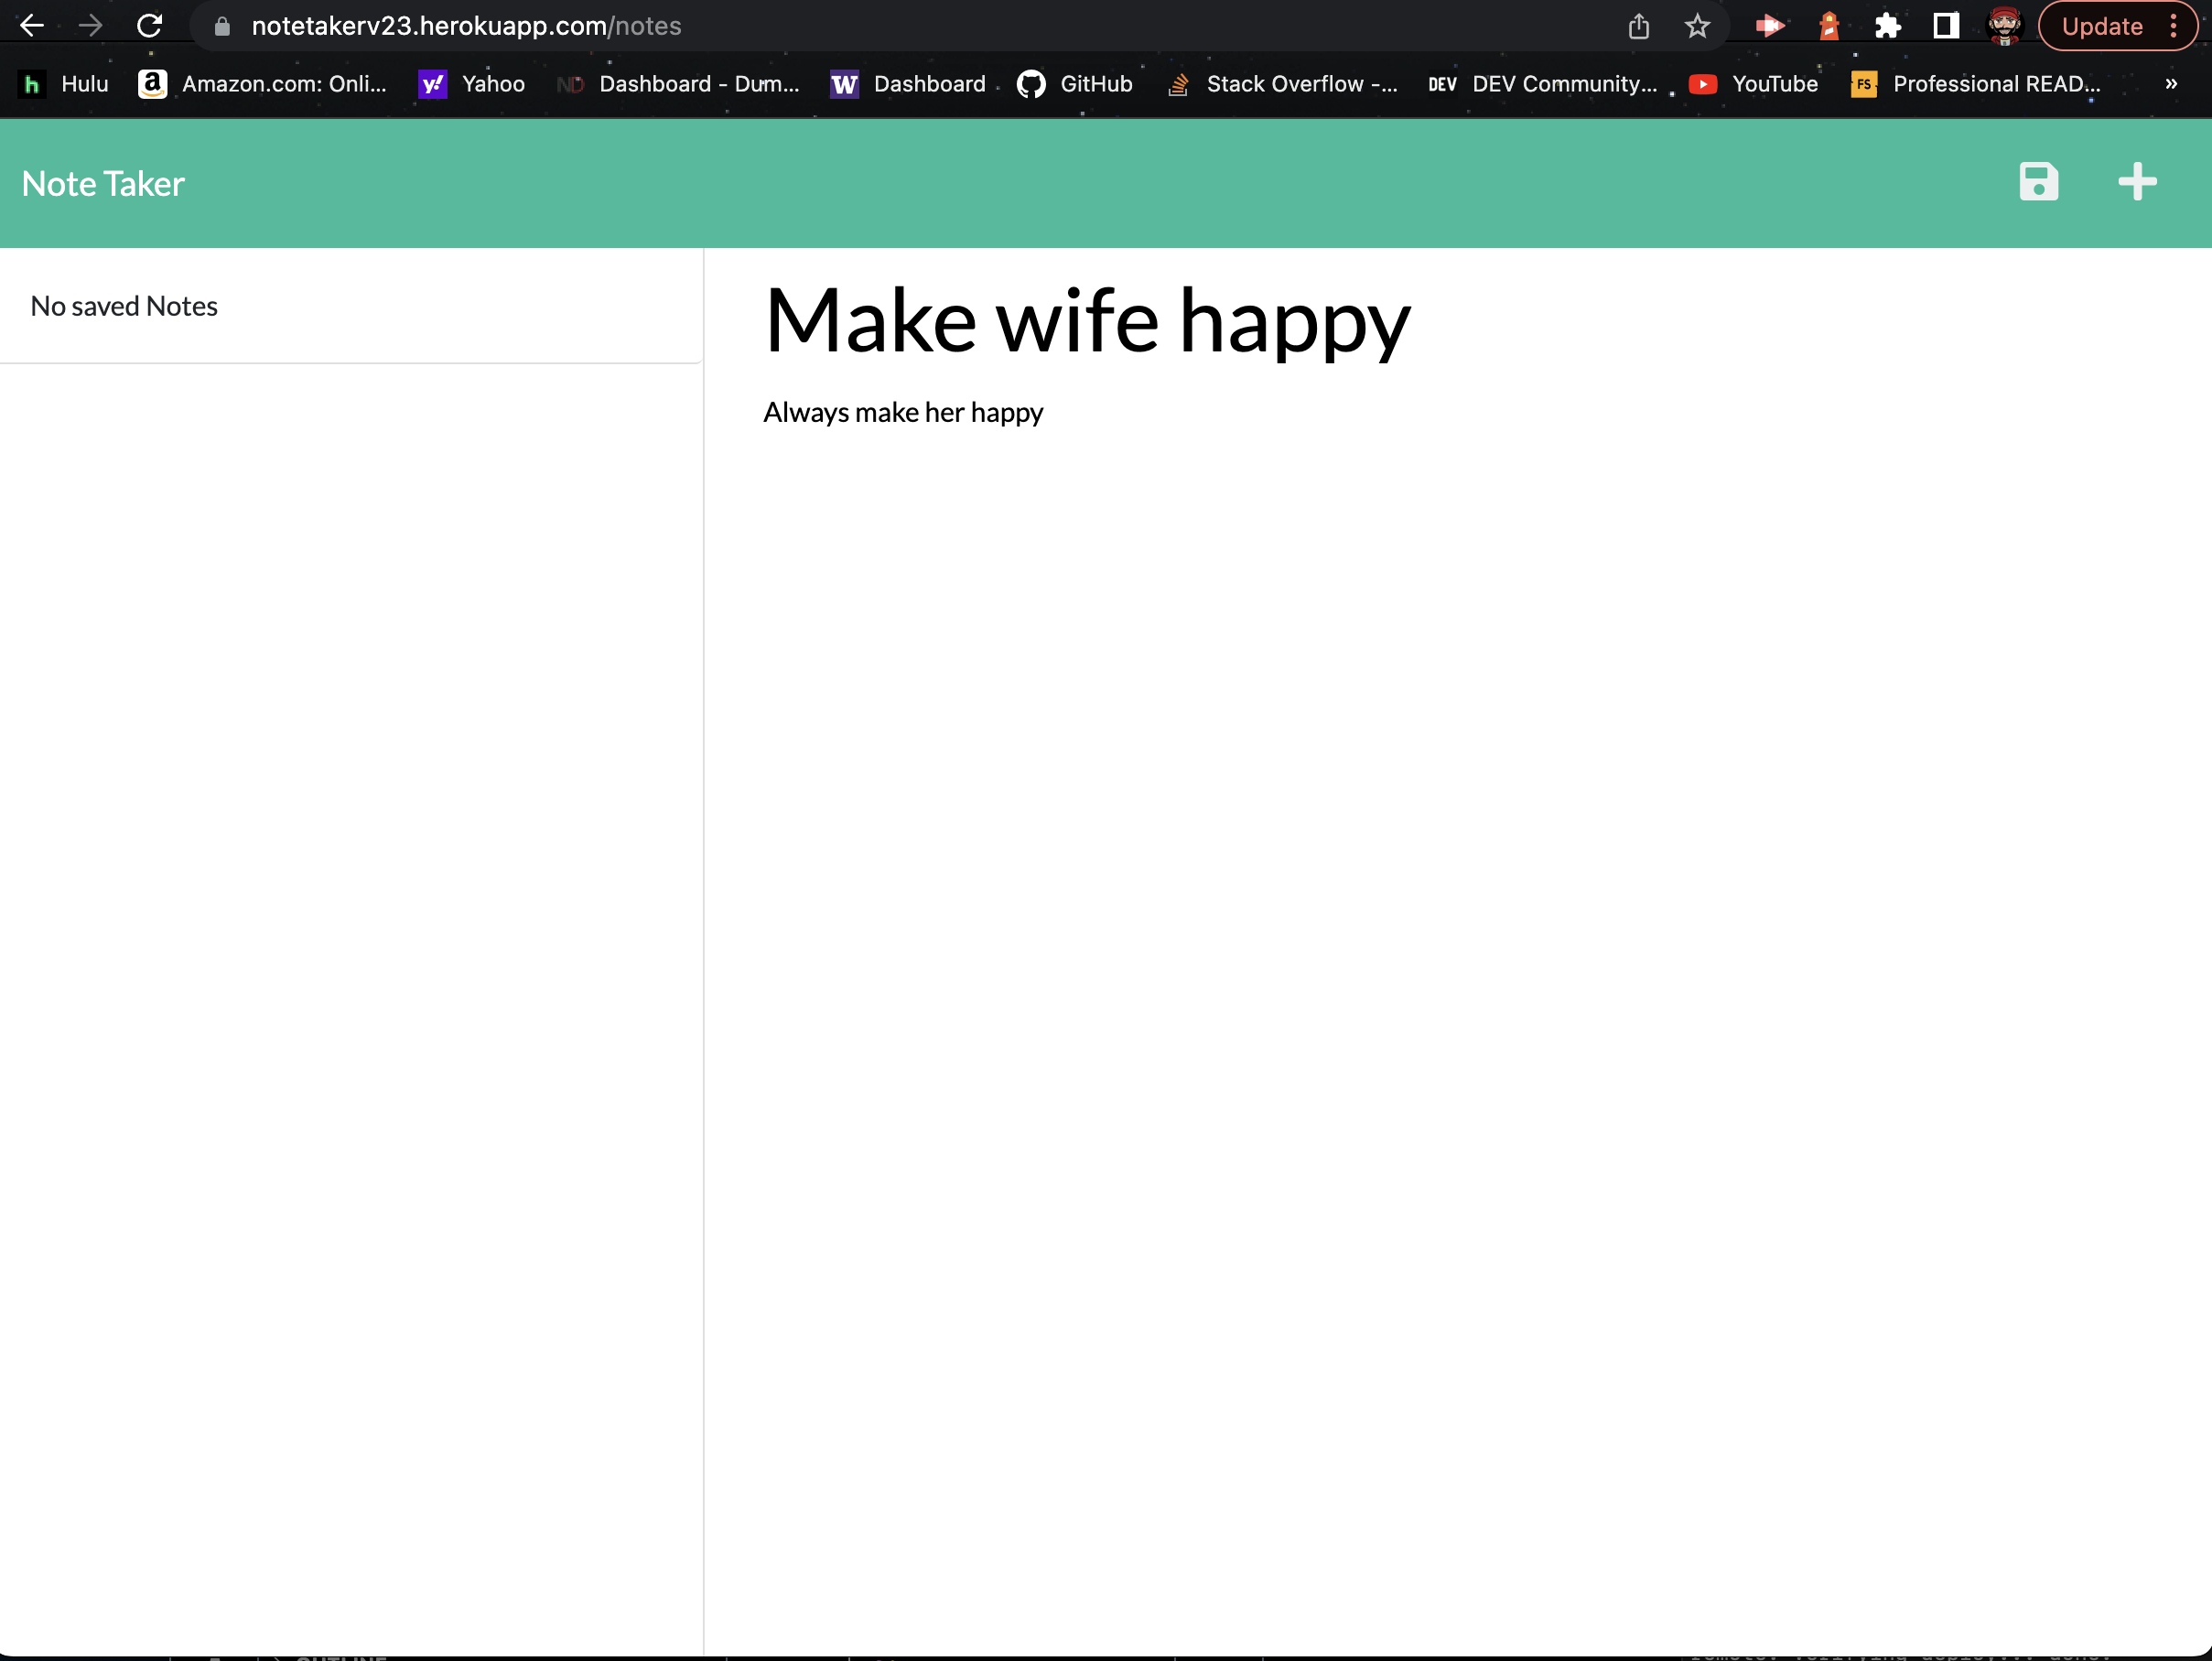 notetakerv23.herokuapp.com/notes
Update
h Hulu a Amazon.com: Onli... y! Yahoo ND Dashboard - Dum... W Dashboard GitHub Stack Overflow -... DEV DEV Community... YouTube FS Professional READ... »
Note Taker
No saved Notes
Make wife happy
Always make her happy